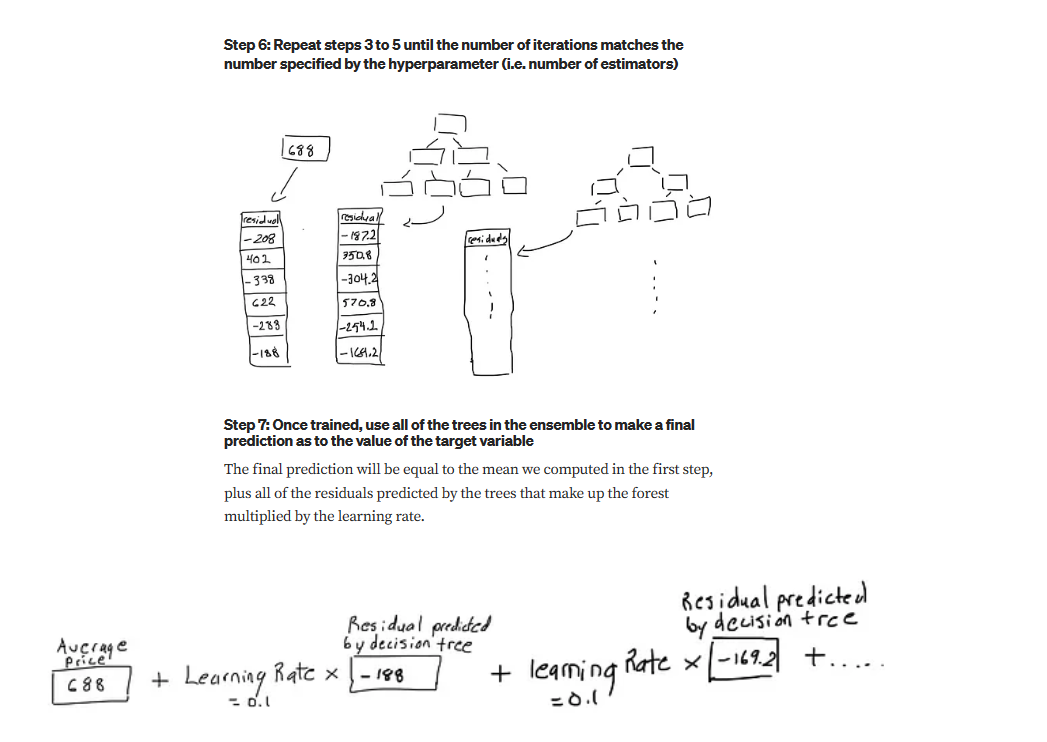 Step 6: Repeat steps 3 to 5 until the number of iterations matches the
number specified by the hyperparameter (i.e. number of estimators)
688
residual
-208
402
-338
622
-288
-188
residual
-187.2
350.8
-304.2
570.8
-254.2
-169.2
residuals
Step 7: Once trained, use all of the trees in the ensemble to make a final
prediction as to the value of the target variable
The final prediction will be equal to the mean we computed in the first step,
plus all of the residuals predicted by the trees that make up the forest
multiplied by the learning rate.
Average
Price
688
+ Learning Rate ×
= 0.1
Residual predicted
by decision tree
-188
+ learning Rate ×
= 0.1
Residual predicted
by decision tree
-169.2
+.....